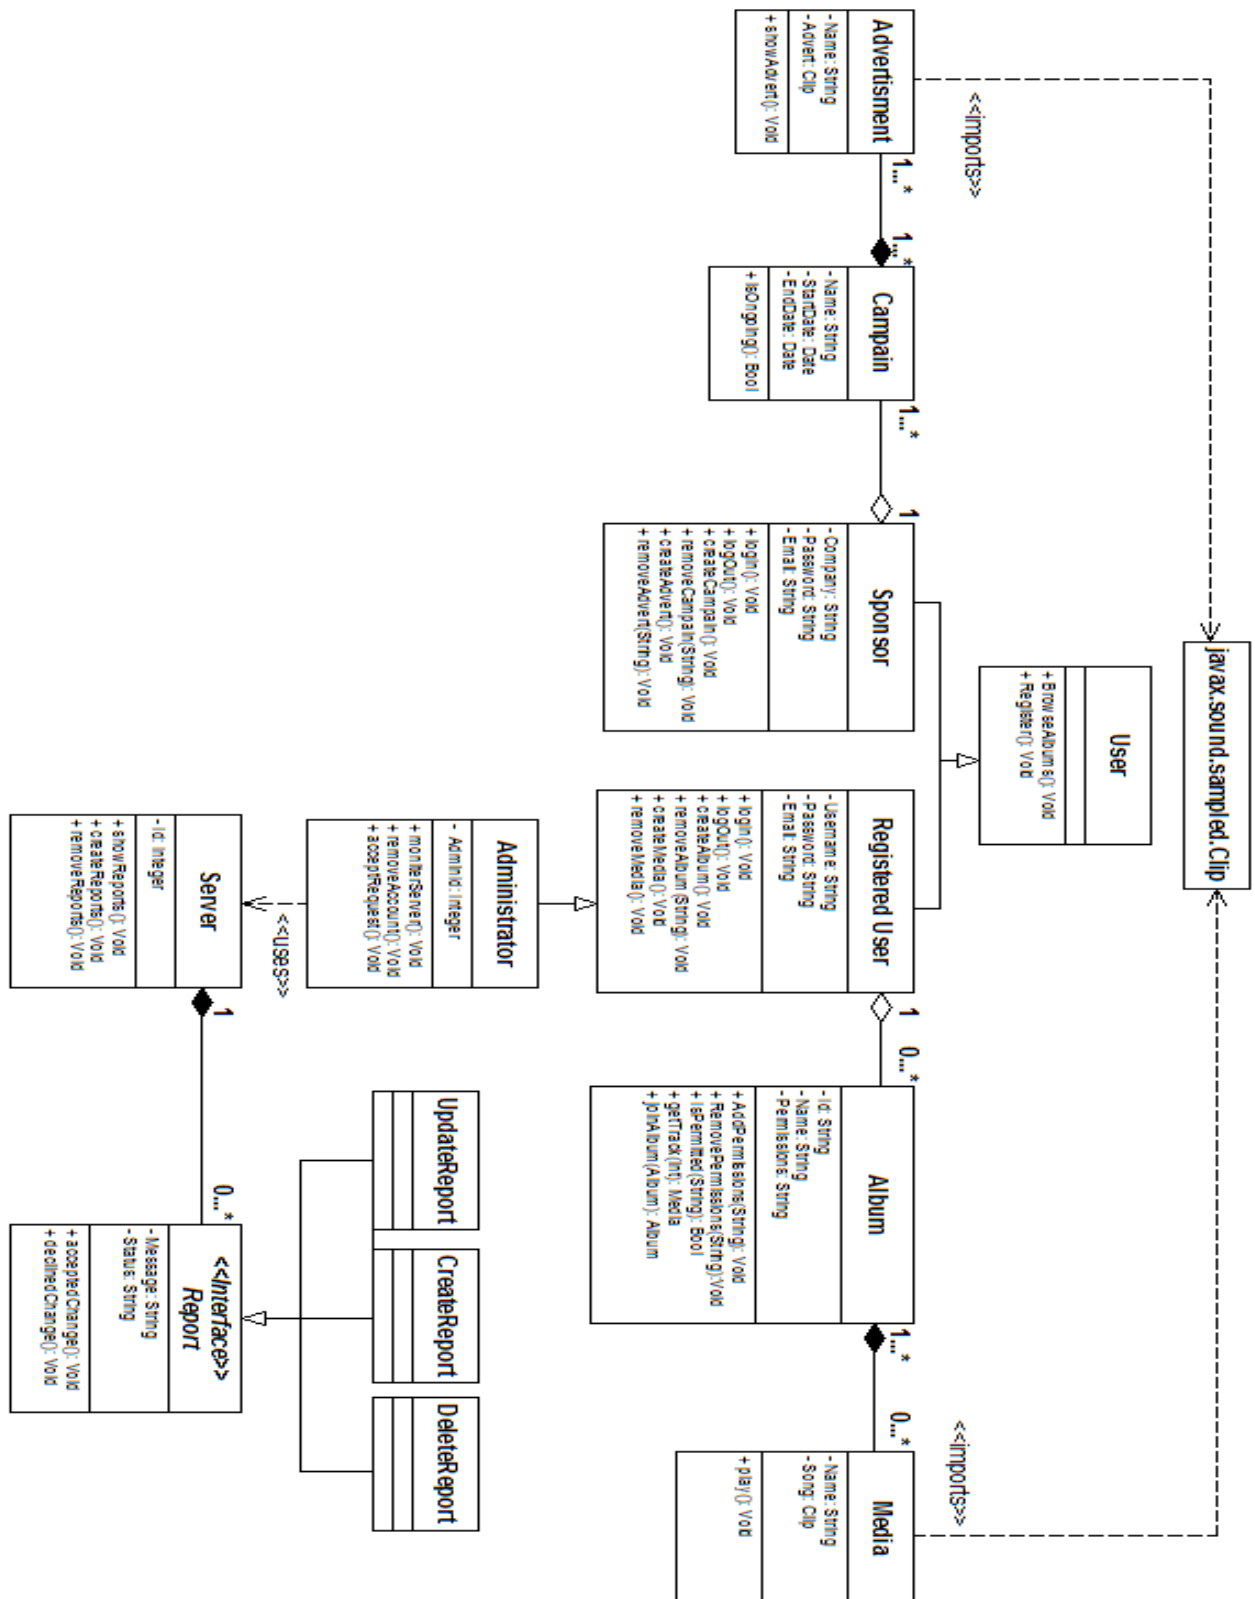 javax.sound.sampled.Clip
<<imports>>
<<imports>>
User
+ BrowseAlbums(): Void
+ Register(): Void
Advertisment
- Name: String
- Advert: Clip
+ showAdvert(): Void
1... *
1... *
Campain
- Name: String
- StartDate: Date
- EndDate: Date
+ isOngoing(): Bool
1... *
1
Sponsor
- Company: String
- Password: String
- Email: String
+ login(): Void
+ logOut(): Void
+ createCampain(): Void
+ removeCampain(String): Void
+ createAdvert(): Void
+ removeAdvert(String): Void
Registered User
- Username: String
- Password: String
- Email: String
+ login(): Void
+ logOut(): Void
+ createAlbum(): Void
+ removeAlbum(String): Void
+ createMedia(): Void
+ removeMedia(): Void
1
0... *
Album
- Id: String
- Name: String
- Permissions: String
+ AddPermissions(String): Void
+ RemovePermissions(String):Void
+ isPermitted(String): Bool
+ getTrack(Int): Media
+ joinAlbum(Album): Album
1... *
0... *
Media
- Name: String
- Song: Clip
+ play(): Void
Administrator
- AdminId: Integer
+ moniterServer(): Void
+ removeAccount(): Void
+ acceptRequest(): Void
<<uses>>
UpdateReport
CreateReport
DeleteReport
Server
- Id: Integer
+ showReports(): Void
+ createReports(): Void
+ removeReports(): Void
1
0... *
<<Interface>>
Report
- Message: String
- Status: String
+ acceptedChange(): Void
+ declinedChange(): Void